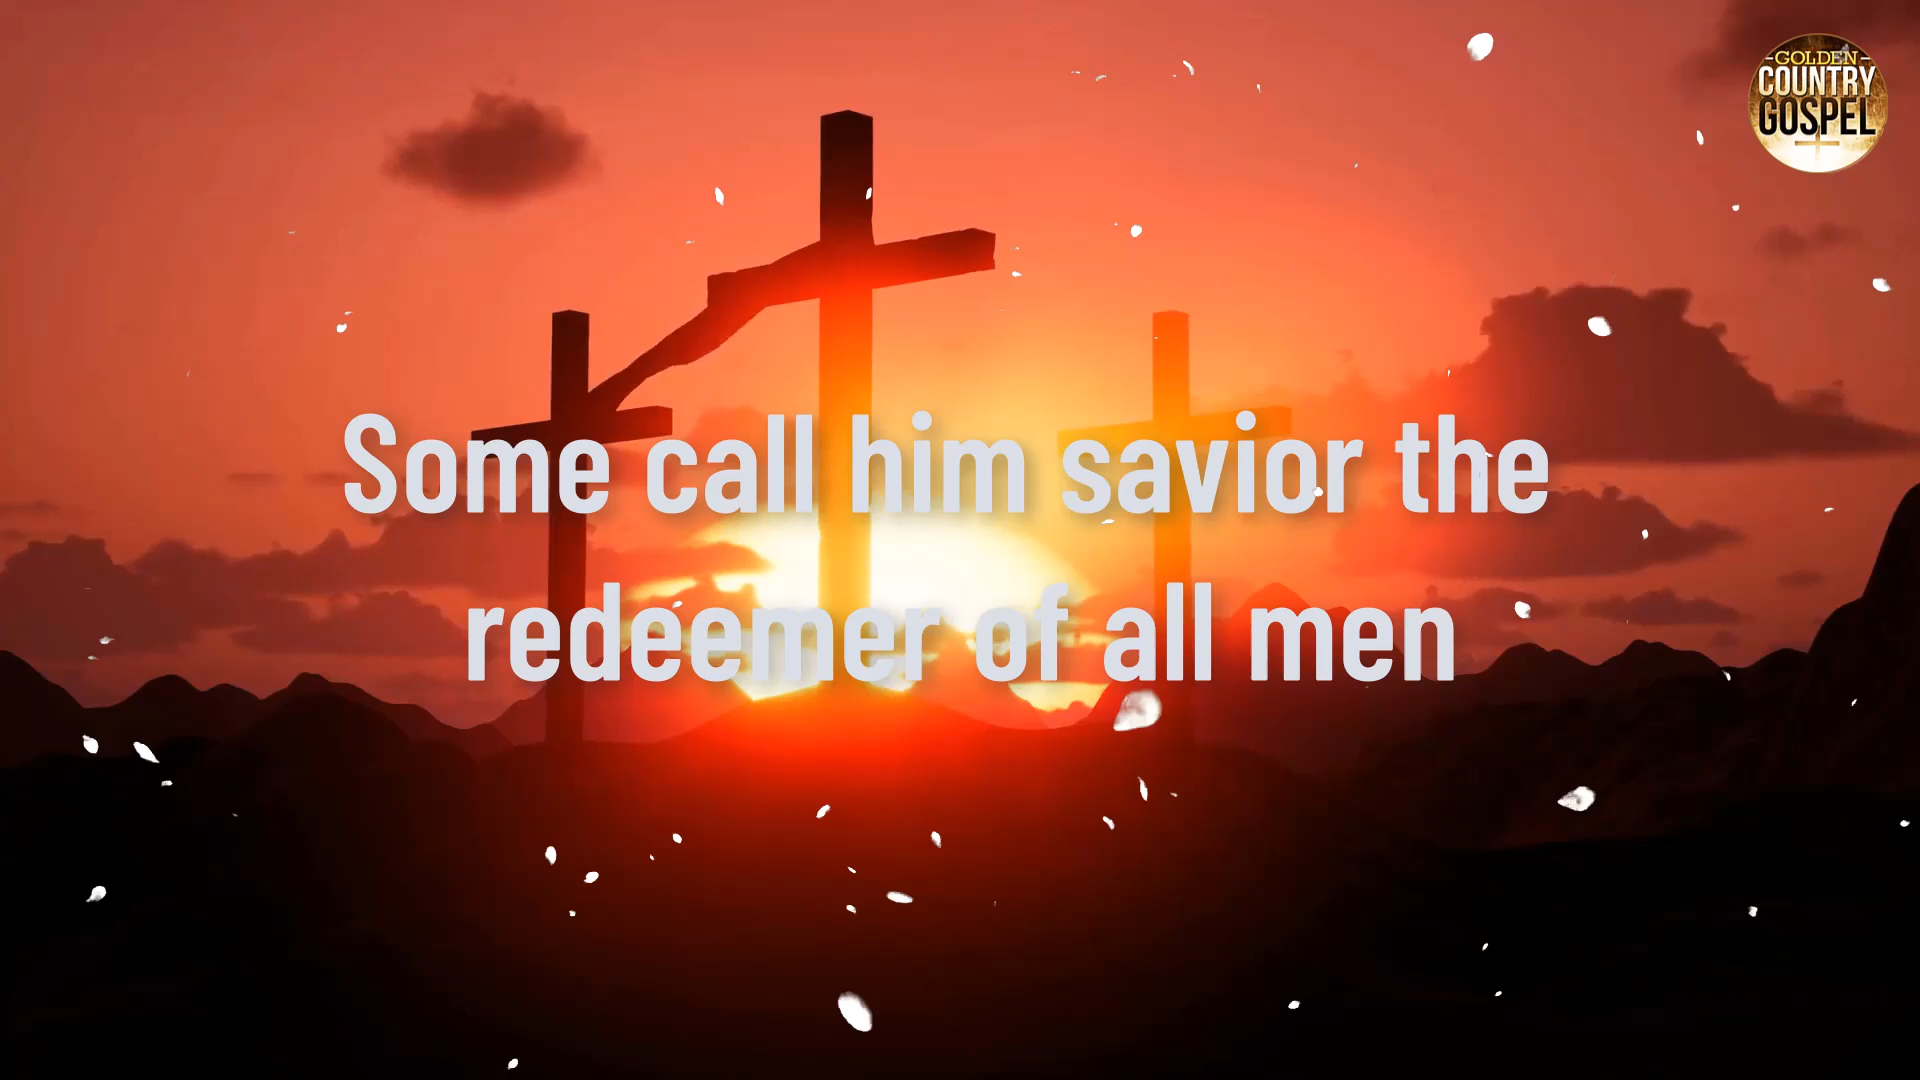 GOLDEN
COUNTRY
GOSPEL
Some call him savior the
redeemer of all men